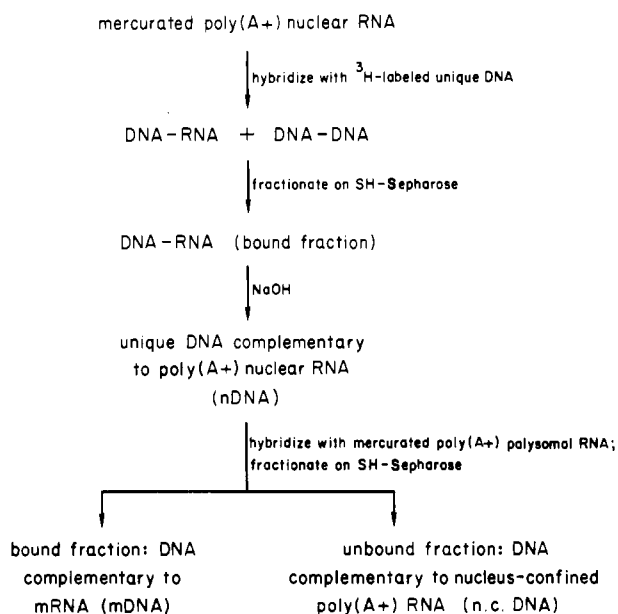 mercurated poly(A+) nuclear RNA
hybridize with ³H-labeled unique DNA
DNA-RNA + DNA-DNA
fractionate on SH-Sepharose
DNA-RNA (bound fraction)
NaOH
unique DNA complementary
to poly(A+) nuclear RNA
(nDNA)
hybridize with mercurated poly(A+) polysomal RNA;
fractionate on SH-Sepharose
bound fraction: DNA
complementary to
mRNA (mDNA)
unbound fraction: DNA
complementary to nucleus-confined
poly(A+) RNA (n.c. DNA)